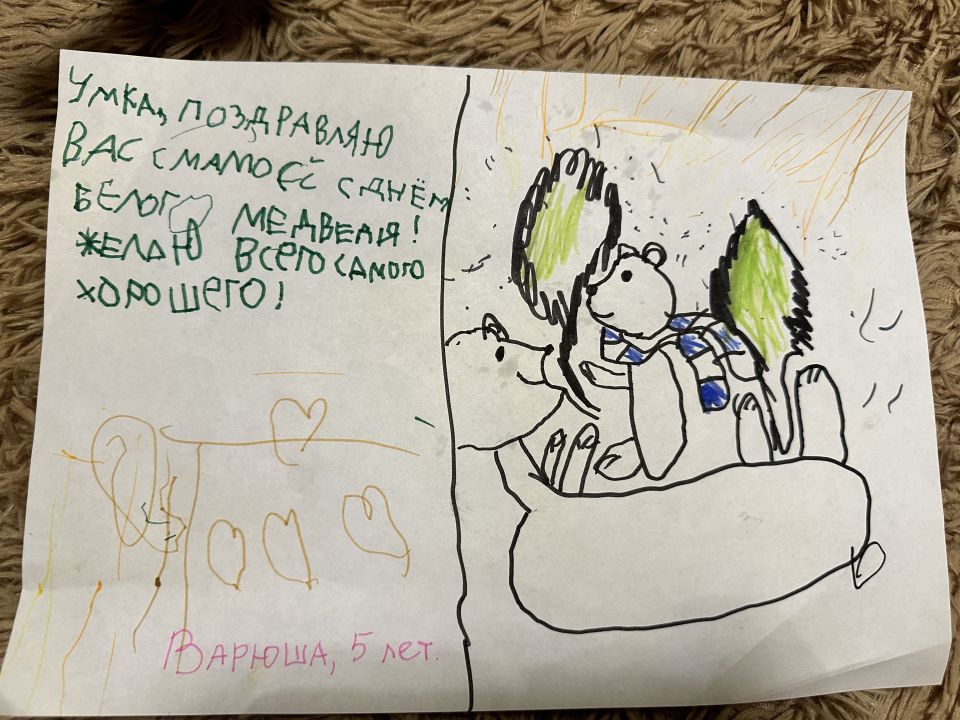 УМКА, ПОЗДРАВЛЯЮ
ВАС С МАМОЙ С ДНЁМ
БЕЛОГО МЕДВЕДЯ!
ЖЕЛАЮ ВСЕГО САМОГО
ХОРОШЕГО!
ВАРЮША, 5 лет.